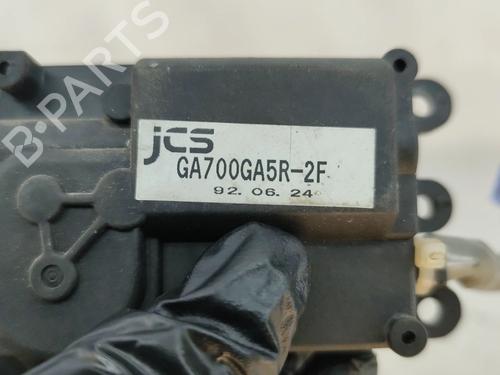 B-PARTS
jcs
GA700GA5R-2F
92. 06. 24